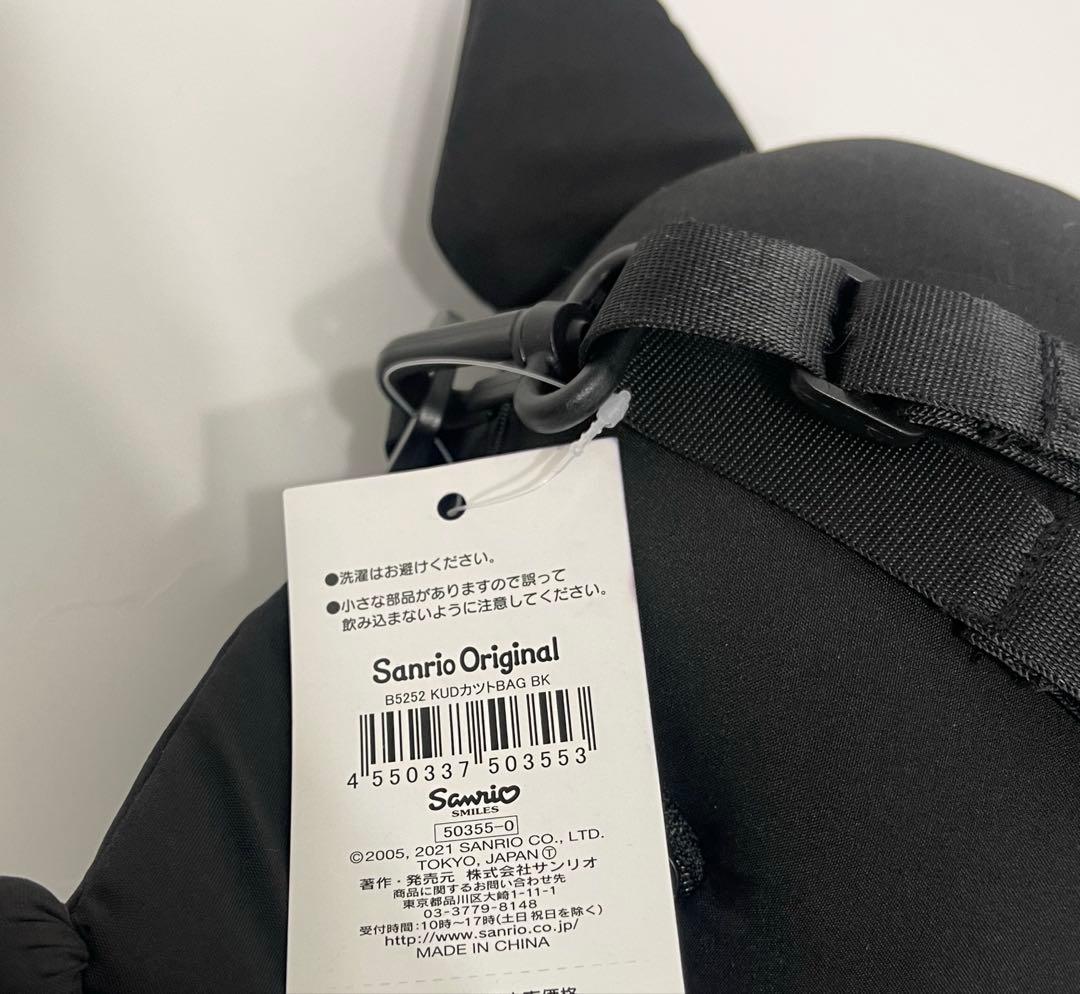 ●洗濯はお避けください。
●小さな部品がありますので誤って
飲み込まないように注意してください。
Sanrio Original
B5252 KUDカットBAG BK
4 550337 503553
Sanrio
SMILES
50355-0
©2005, 2021 SANRIO CO., LTD.
TOKYO, JAPAN Ⓣ
著作・発売元 株式会社サンリオ
商品に関するお問い合わせ先
東京都品川区大崎1-11-1
03-3779-8148
受付時間:10時〜17時(土日祝日を除く)
http://www.sanrio.co.jp/
MADE IN CHINA